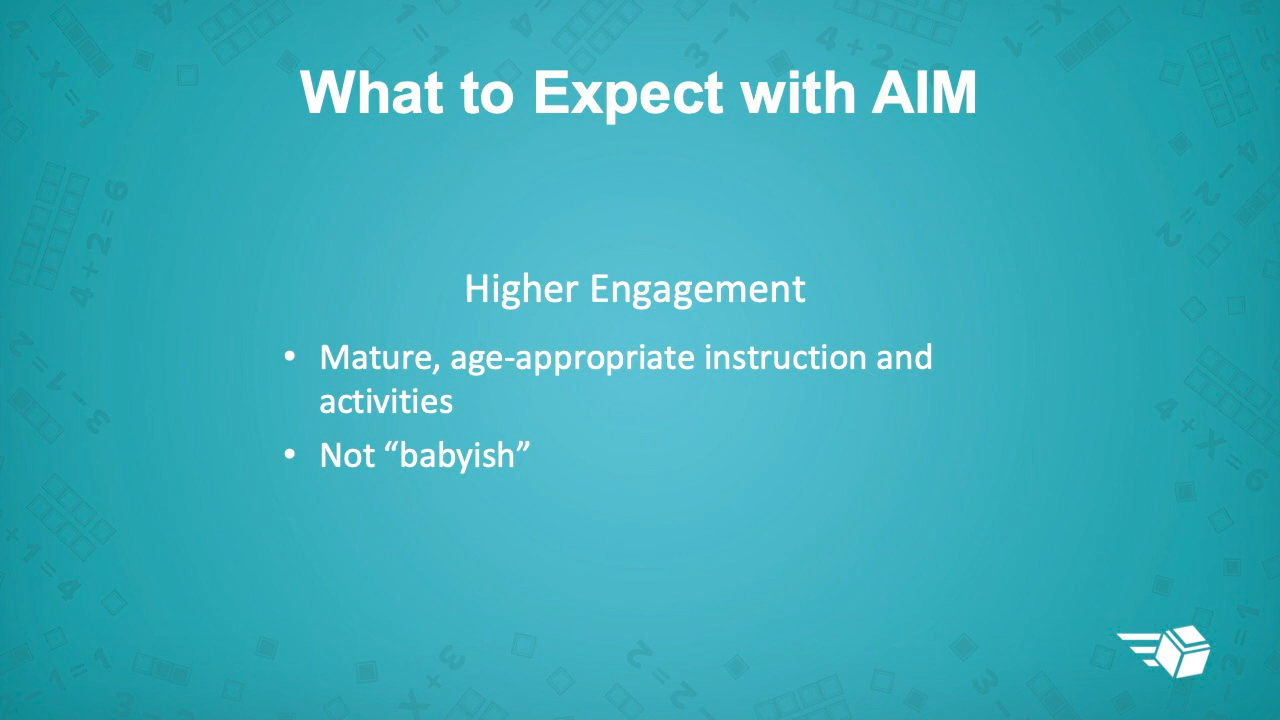 What to Expect with AIM
Higher Engagement
• Mature, age-appropriate instruction and
activities
• Not “babyish”